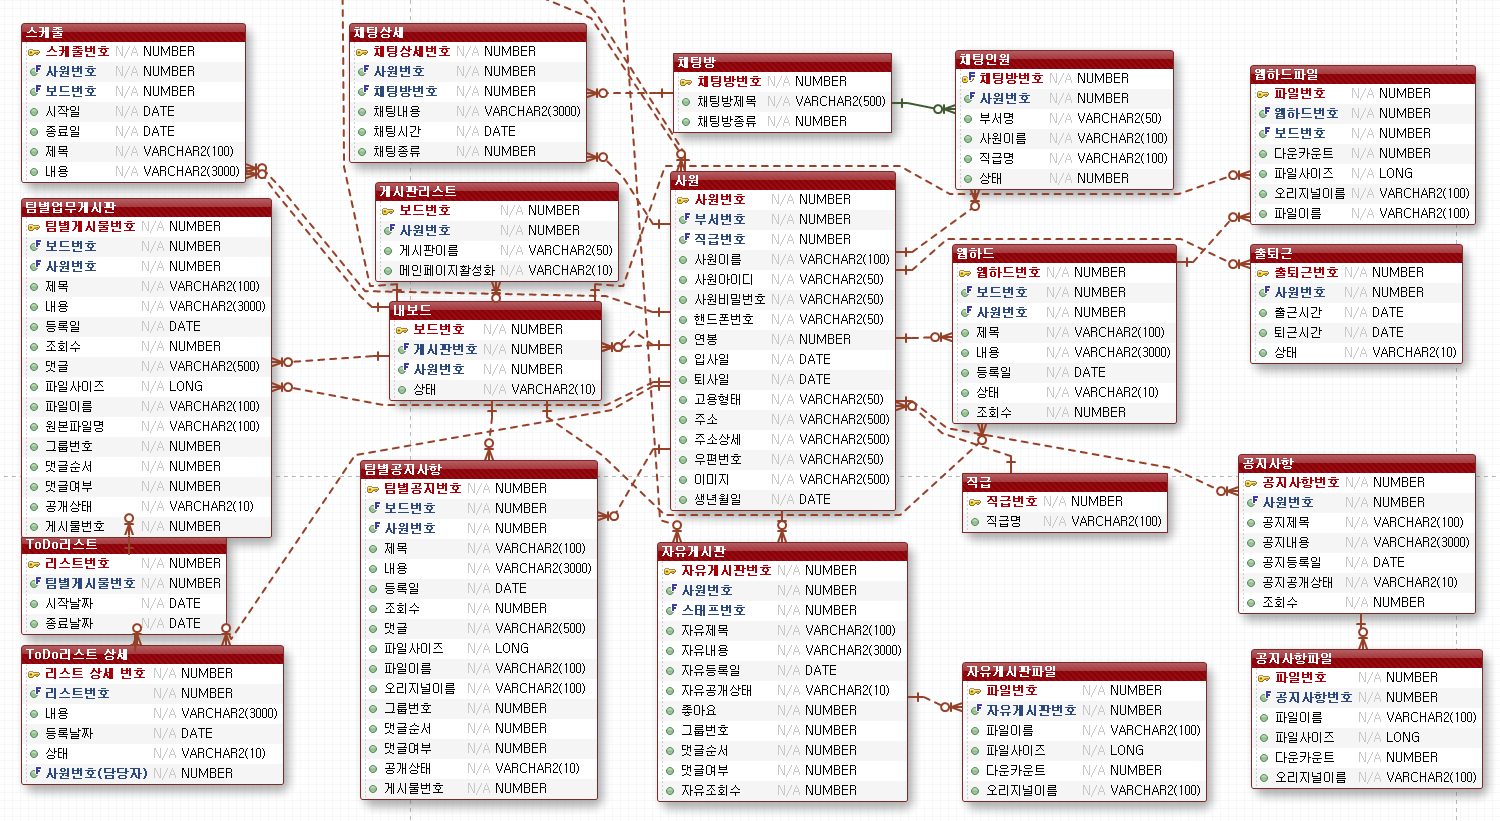 스케줄
스케줄번호 N/A NUMBER
사원번호 N/A NUMBER
보드번호 N/A NUMBER
시작일 N/A DATE
종료일 N/A DATE
제목 N/A VARCHAR2(100)
내용 N/A VARCHAR2(3000)
채팅상세
채팅상세번호 N/A NUMBER
사원번호 N/A NUMBER
채팅방번호 N/A NUMBER
채팅내용 N/A VARCHAR2(3000)
채팅시간 N/A DATE
채팅종류 N/A NUMBER
채팅방
채팅방번호 N/A NUMBER
채팅방제목 N/A VARCHAR2(500)
채팅방종류 N/A NUMBER
채팅인원
채팅방번호 N/A NUMBER
사원번호 N/A NUMBER
부서명 N/A VARCHAR2(50)
사원이름 N/A VARCHAR2(100)
직급명 N/A VARCHAR2(100)
상태 N/A NUMBER
웹하드파일
파일번호 N/A NUMBER
웹하드번호 N/A NUMBER
보드번호 N/A NUMBER
다운카운트 N/A NUMBER
파일사이즈 N/A LONG
오리지널이름 N/A VARCHAR2(100)
파일이름 N/A VARCHAR2(100)
팀별업무게시판
팀별게시물번호 N/A NUMBER
보드번호 N/A NUMBER
사원번호 N/A NUMBER
제목 N/A VARCHAR2(100)
내용 N/A VARCHAR2(3000)
등록일 N/A DATE
조회수 N/A NUMBER
댓글 N/A VARCHAR2(500)
파일사이즈 N/A LONG
파일이름 N/A VARCHAR2(100)
원본파일명 N/A VARCHAR2(100)
그룹번호 N/A NUMBER
댓글순서 N/A NUMBER
댓글여부 N/A NUMBER
공개상태 N/A VARCHAR2(10)
게시물번호 N/A NUMBER
게시판리스트
보드번호 N/A NUMBER
사원번호 N/A NUMBER
게시판이름 N/A VARCHAR2(50)
메인페이지활성화 N/A VARCHAR2(10)
내보드
보드번호 N/A NUMBER
게시판번호 N/A NUMBER
사원번호 N/A NUMBER
상태 N/A VARCHAR2(10)
사원
사원번호 N/A NUMBER
부서번호 N/A NUMBER
직급번호 N/A NUMBER
사원이름 N/A VARCHAR2(100)
사원아이디 N/A VARCHAR2(50)
사원비밀번호 N/A VARCHAR2(50)
핸드폰번호 N/A VARCHAR2(50)
연봉 N/A NUMBER
입사일 N/A DATE
퇴사일 N/A DATE
고용형태 N/A VARCHAR2(50)
주소 N/A VARCHAR2(500)
주소상세 N/A VARCHAR2(500)
우편번호 N/A VARCHAR2(50)
이미지 N/A VARCHAR2(500)
생년월일 N/A DATE
웹하드
웹하드번호 N/A NUMBER
보드번호 N/A NUMBER
사원번호 N/A NUMBER
제목 N/A VARCHAR2(100)
내용 N/A VARCHAR2(3000)
등록일 N/A DATE
상태 N/A VARCHAR2(10)
조회수 N/A NUMBER
출퇴근
출퇴근번호 N/A NUMBER
사원번호 N/A NUMBER
출근시간 N/A DATE
퇴근시간 N/A DATE
상태 N/A VARCHAR2(10)
직급
직급번호 N/A NUMBER
직급명 N/A VARCHAR2(100)
공지사항
공지사항번호 N/A NUMBER
사원번호 N/A NUMBER
공지제목 N/A VARCHAR2(100)
공지내용 N/A VARCHAR2(3000)
공지등록일 N/A DATE
공지공개상태 N/A VARCHAR2(10)
조회수 N/A NUMBER
팀별공지사항
팀별공지번호 N/A NUMBER
보드번호 N/A NUMBER
사원번호 N/A NUMBER
제목 N/A VARCHAR2(100)
내용 N/A VARCHAR2(3000)
등록일 N/A DATE
조회수 N/A NUMBER
댓글 N/A VARCHAR2(500)
파일사이즈 N/A LONG
파일이름 N/A VARCHAR2(100)
오리지널이름 N/A VARCHAR2(100)
그룹번호 N/A NUMBER
댓글순서 N/A NUMBER
댓글여부 N/A NUMBER
공개상태 N/A VARCHAR2(10)
게시물번호 N/A NUMBER
ToDo리스트
리스트번호 N/A NUMBER
팀별게시물번호 N/A NUMBER
시작날짜 N/A DATE
종료날짜 N/A DATE
ToDo리스트 상세
리스트 상세 번호 N/A NUMBER
리스트번호 N/A NUMBER
내용 N/A VARCHAR2(3000)
등록날짜 N/A DATE
상태 N/A VARCHAR2(10)
사원번호(담당자) N/A NUMBER
자유게시판
자유게시판번호 N/A NUMBER
사원번호 N/A NUMBER
스태프번호 N/A NUMBER
자유제목 N/A VARCHAR2(100)
자유내용 N/A VARCHAR2(3000)
자유등록일 N/A DATE
자유공개상태 N/A VARCHAR2(10)
좋아요 N/A NUMBER
그룹번호 N/A NUMBER
댓글순서 N/A NUMBER
댓글여부 N/A NUMBER
자유조회수 N/A NUMBER
자유게시판파일
파일번호 N/A NUMBER
자유게시판번호 N/A NUMBER
파일이름 N/A VARCHAR2(100)
파일사이즈 N/A LONG
다운카운트 N/A NUMBER
오리지널이름 N/A VARCHAR2(100)
공지사항파일
파일번호 N/A NUMBER
공지사항번호 N/A NUMBER
파일이름 N/A VARCHAR2(100)
파일사이즈 N/A LONG
다운카운트 N/A NUMBER
오리지널이름 N/A VARCHAR2(100)